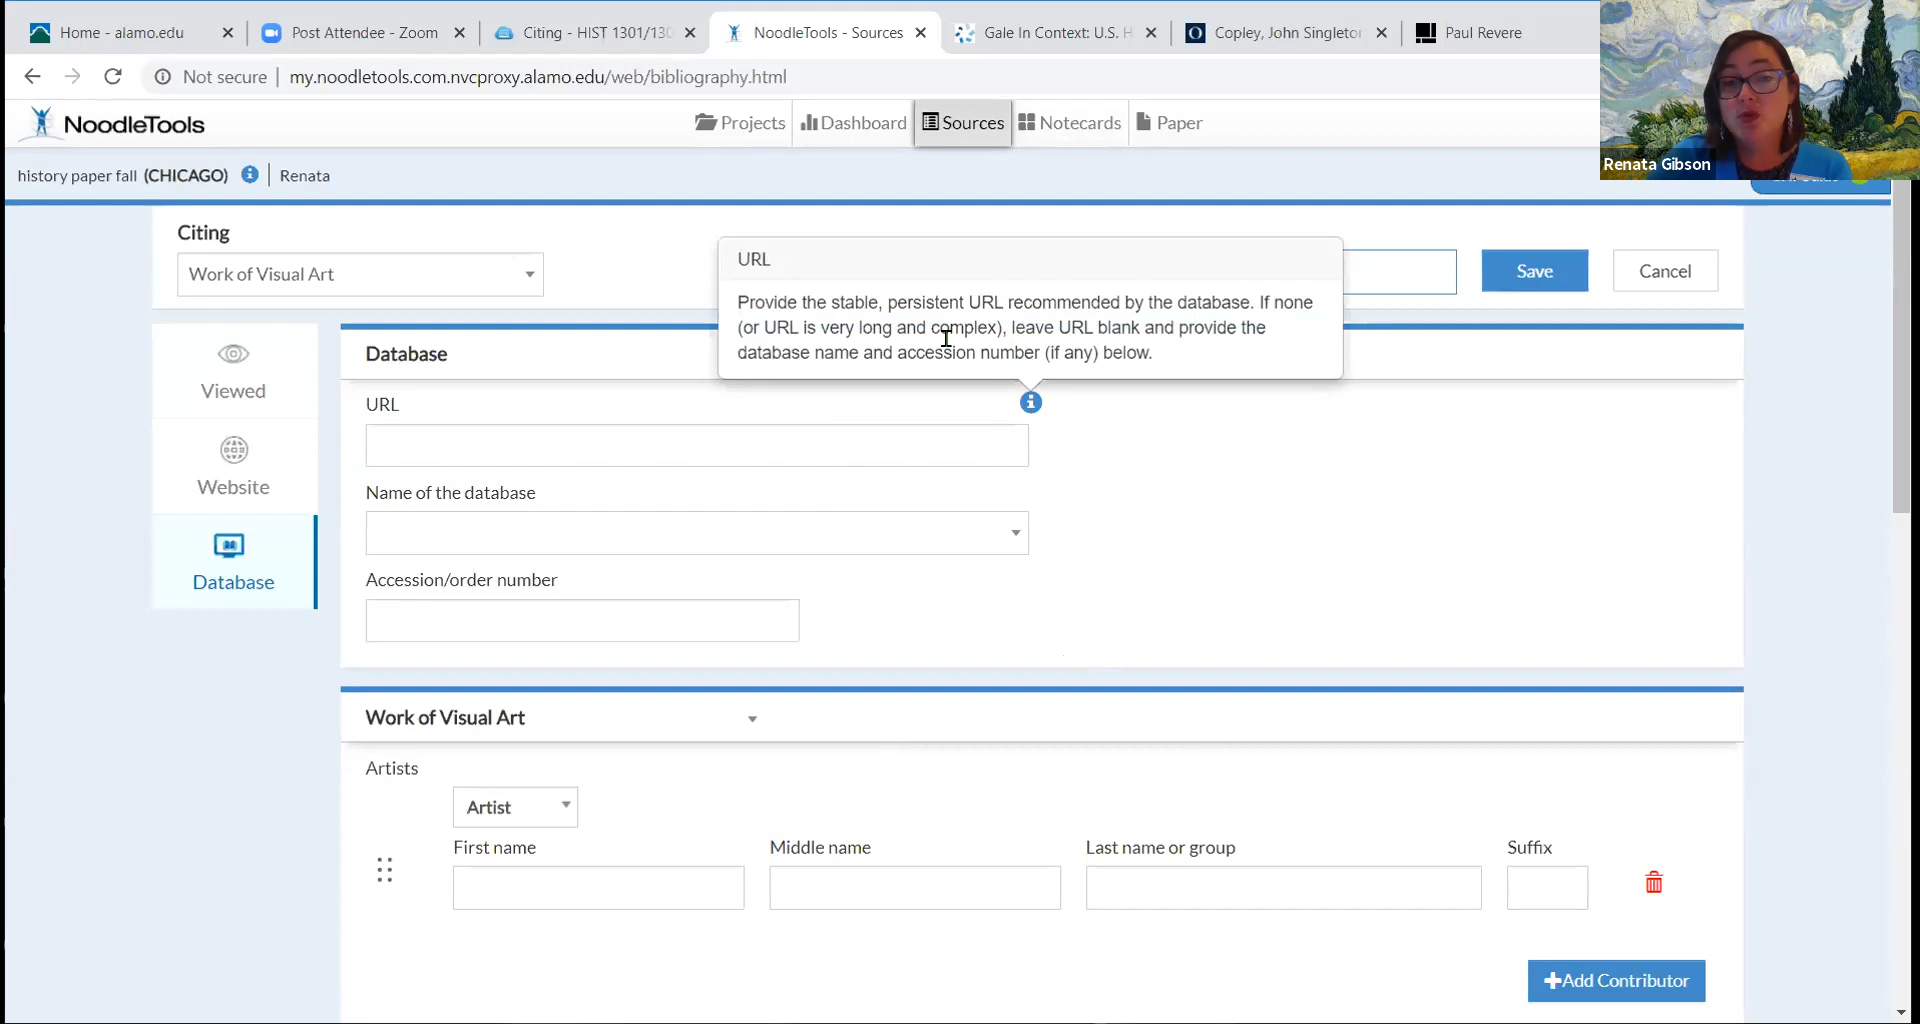 Home - alamo.edu
Post Attendee - Zoom
Citing - HIST 1301/130
NoodleTools - Sources
Gale In Context: U.S. H
Copley, John Singleton
Paul Revere
Not secure | my.noodletools.com.nvcproxy.alamo.edu/web/bibliography.html
NoodleTools
Projects
Dashboard
Sources
Notecards
Paper
Renata Gibson
history paper fall (CHICAGO)
Renata
Citing
Work of Visual Art
URL
Provide the stable, persistent URL recommended by the database. If none
(or URL is very long and complex), leave URL blank and provide the
database name and accession number (if any) below.
Save
Cancel
Viewed
Website
Database
Database
URL
Name of the database
Accession/order number
Work of Visual Art
Artists
Artist
First name
Middle name
Last name or group
Suffix
Add Contributor